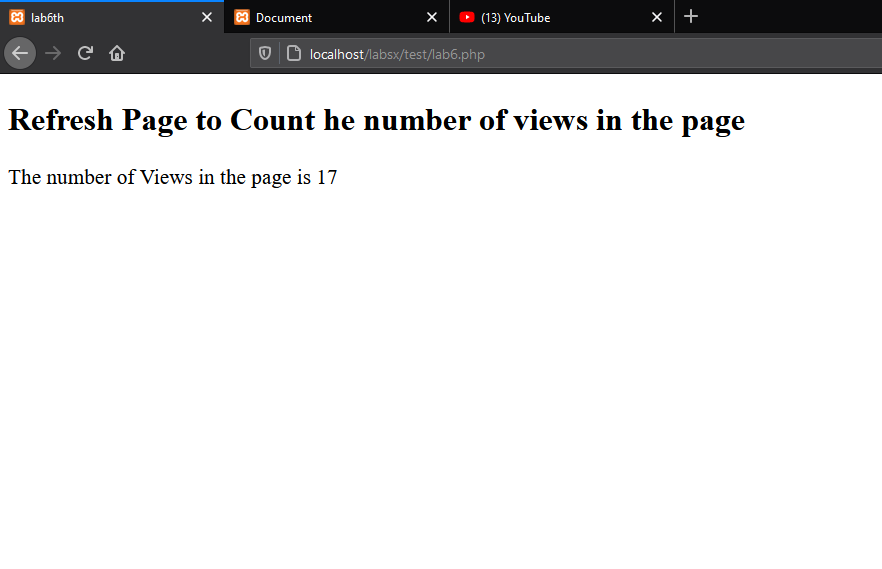 lab6th
Document
(13) YouTube
localhost/labsx/test/lab6.php
Refresh Page to Count he number of views in the page
The number of Views in the page is 17